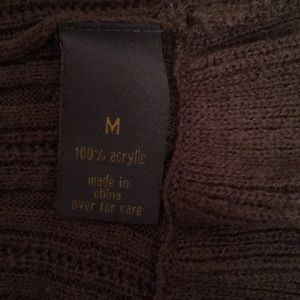 M
100% acrylic
made in
china
over for care